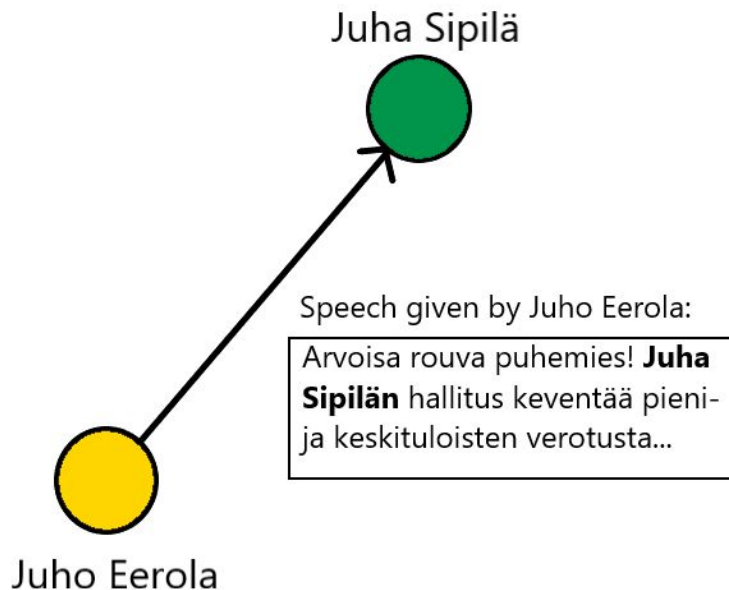 Juha Sipilä
Speech given by Juho Eerola:
Arvoisa rouva puhemies! Juha
Sipilän hallitus keventää pieni-
ja keskituloisten verotusta...
Juho Eerola